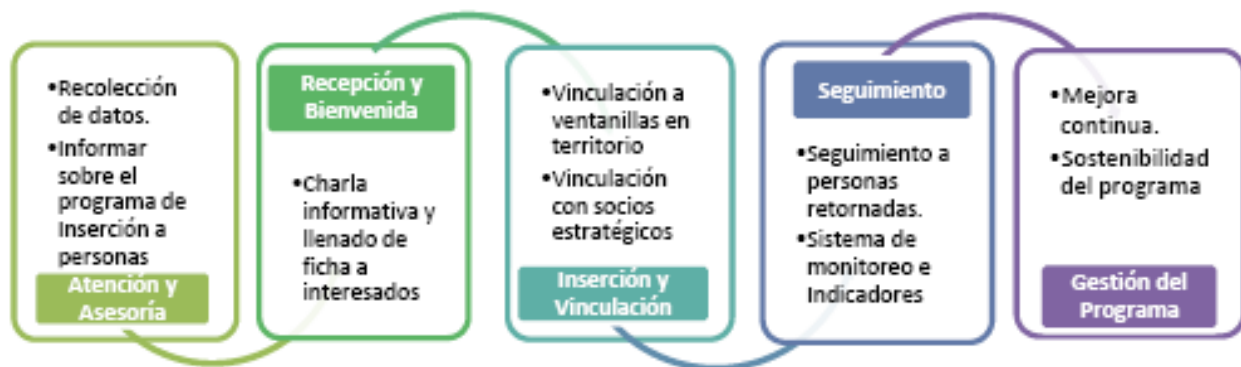 •Recolección
de datos.
•Informar
sobre el
programa de
Inserción a
personas
Atención y
Asesoría
Recepción y
Bienvenida
•Charla
informativa y
llenado de
ficha a
interesados
•Vinculación a
ventanillas en
territorio
•Vinculación
con socios
estratégicos
Inserción y
Vinculación
Seguimiento
•Seguimiento a
personas
retornadas.
•Sistema de
monitoreo e
Indicadores
•Mejora
continua.
•Sostenibilidad
del programa
Gestión del
Programa